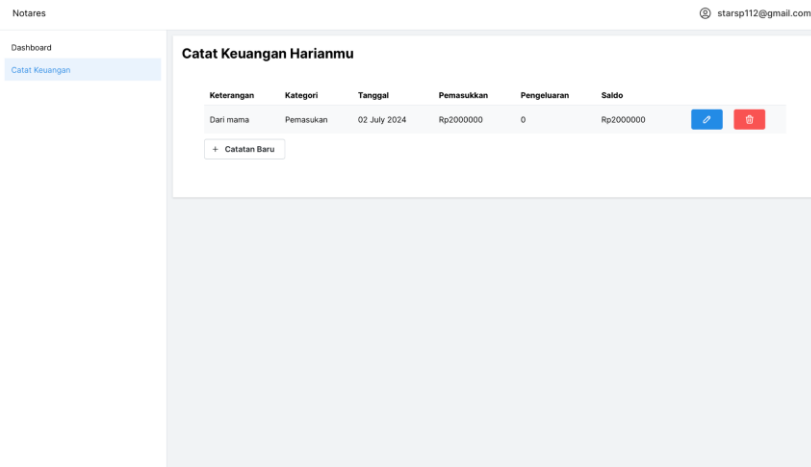 Notares
starsp112@gmail.com
Dashboard
Catat Keuangan
Catat Keuangan Harianmu
Keterangan Kategori Tanggal Pemasukkan Pengeluaran Saldo
Dari mama Pemasukan 02 July 2024 Rp2000000 0 Rp2000000
+ Catatan Baru